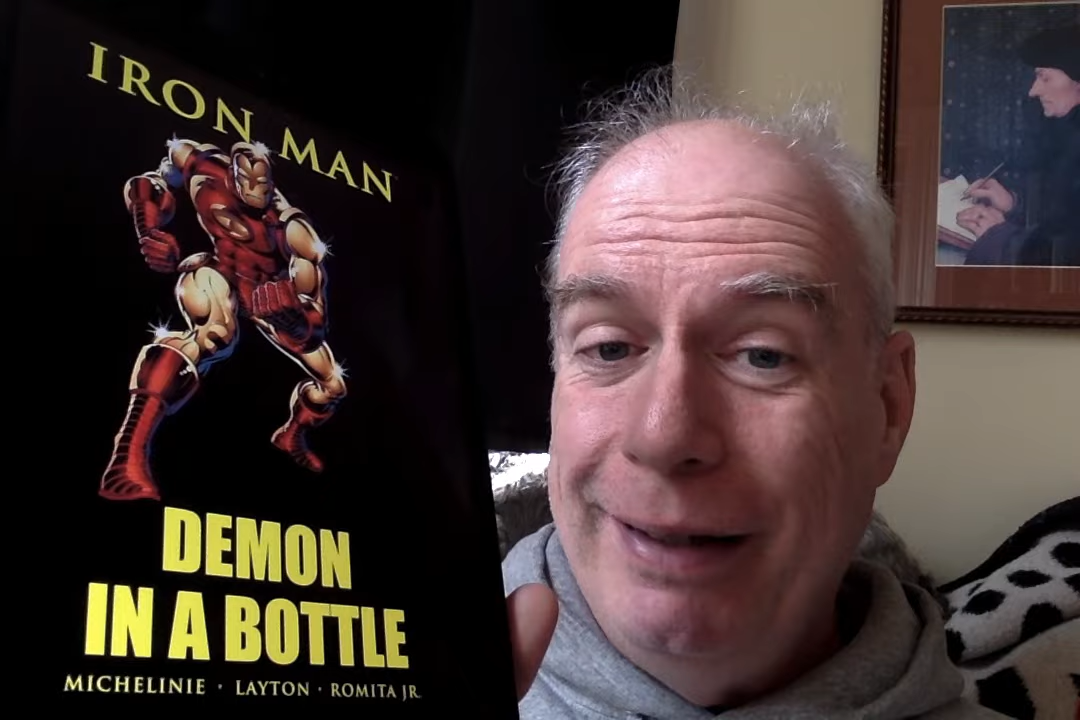 IRON MAN
DEMON
IN A BOTTLE
MICHELINIE · LAYTON · ROMITA JR.